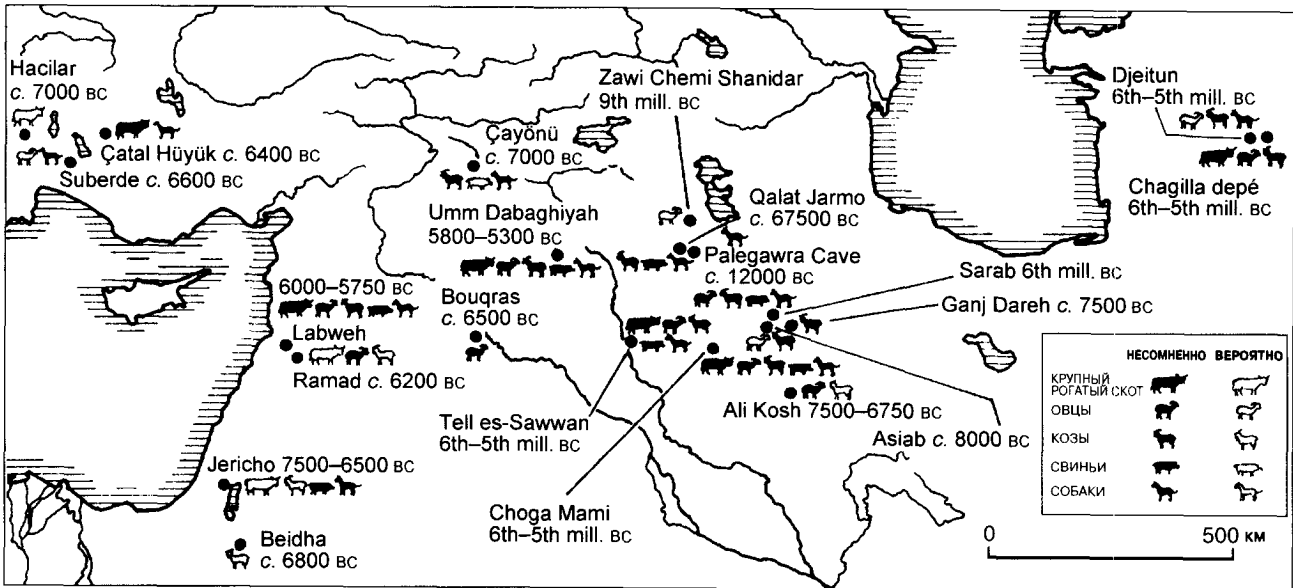 Hacilar
c. 7000 BC
Çatal Hüyük c. 6400 BC
Suberde c. 6600 BC
Çayönü
c. 7000 BC
Zawi Chemi Shanidar
9th mill. BC
Djeitun
6th–5th mill. BC
Chagilla depé
6th–5th mill. BC
Umm Dabaghiyah
5800–5300 BC
Qalat Jarmo
c. 67500 BC
Palegawra Cave
c. 12000 BC
Sarab 6th mill. BC
Ganj Dareh c. 7500 BC
6000–5750 BC
Labweh
Ramad c. 6200 BC
Bouqras
c. 6500 BC
Tell es-Sawwan
6th–5th mill. BC
Ali Kosh 7500–6750 BC
Asiab c. 8000 BC
Jericho 7500–6500 BC
Choga Mami
6th–5th mill. BC
Beidha
c. 6800 BC
НЕСОМНЕННО ВЕРОЯТНО
КРУПНЫЙ
РОГАТЫЙ СКОТ
ОВЦЫ
КОЗЫ
СВИНЬИ
СОБАКИ
0 500 КМ